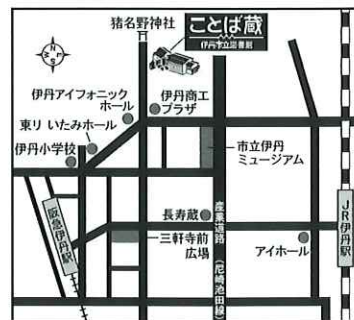 猪名野神社
ことば蔵
伊丹市立図書館
N
E
S
W
伊丹アイフォニック
ホール
伊丹商工
プラザ
東リ いたみホール
伊丹小学校
市立伊丹
ミュージアム
阪急伊丹駅
長寿蔵
三軒寺前
広場
産業道路
(尼崎池田線)
アイホール
JR伊丹駅